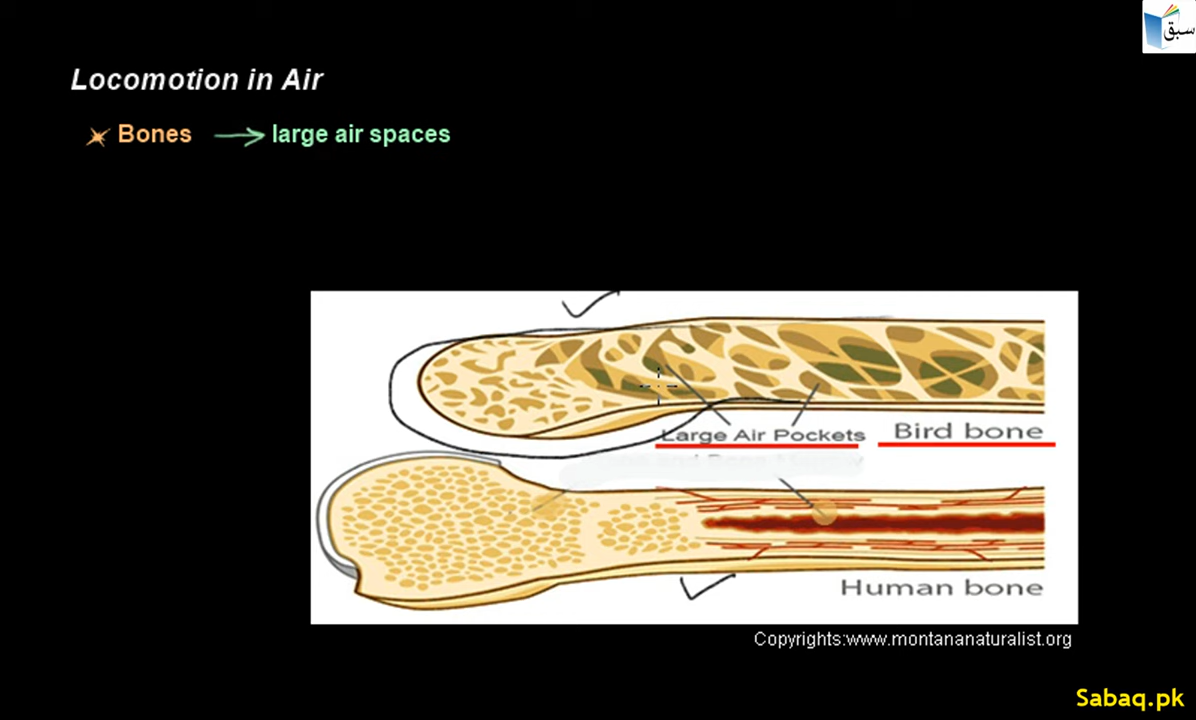 سبق
Locomotion in Air
Bones → large air spaces
Large Air Pockets
Bird bone
Human bone
Copyrights:www.montananaturalist.org
Sabaq.pk